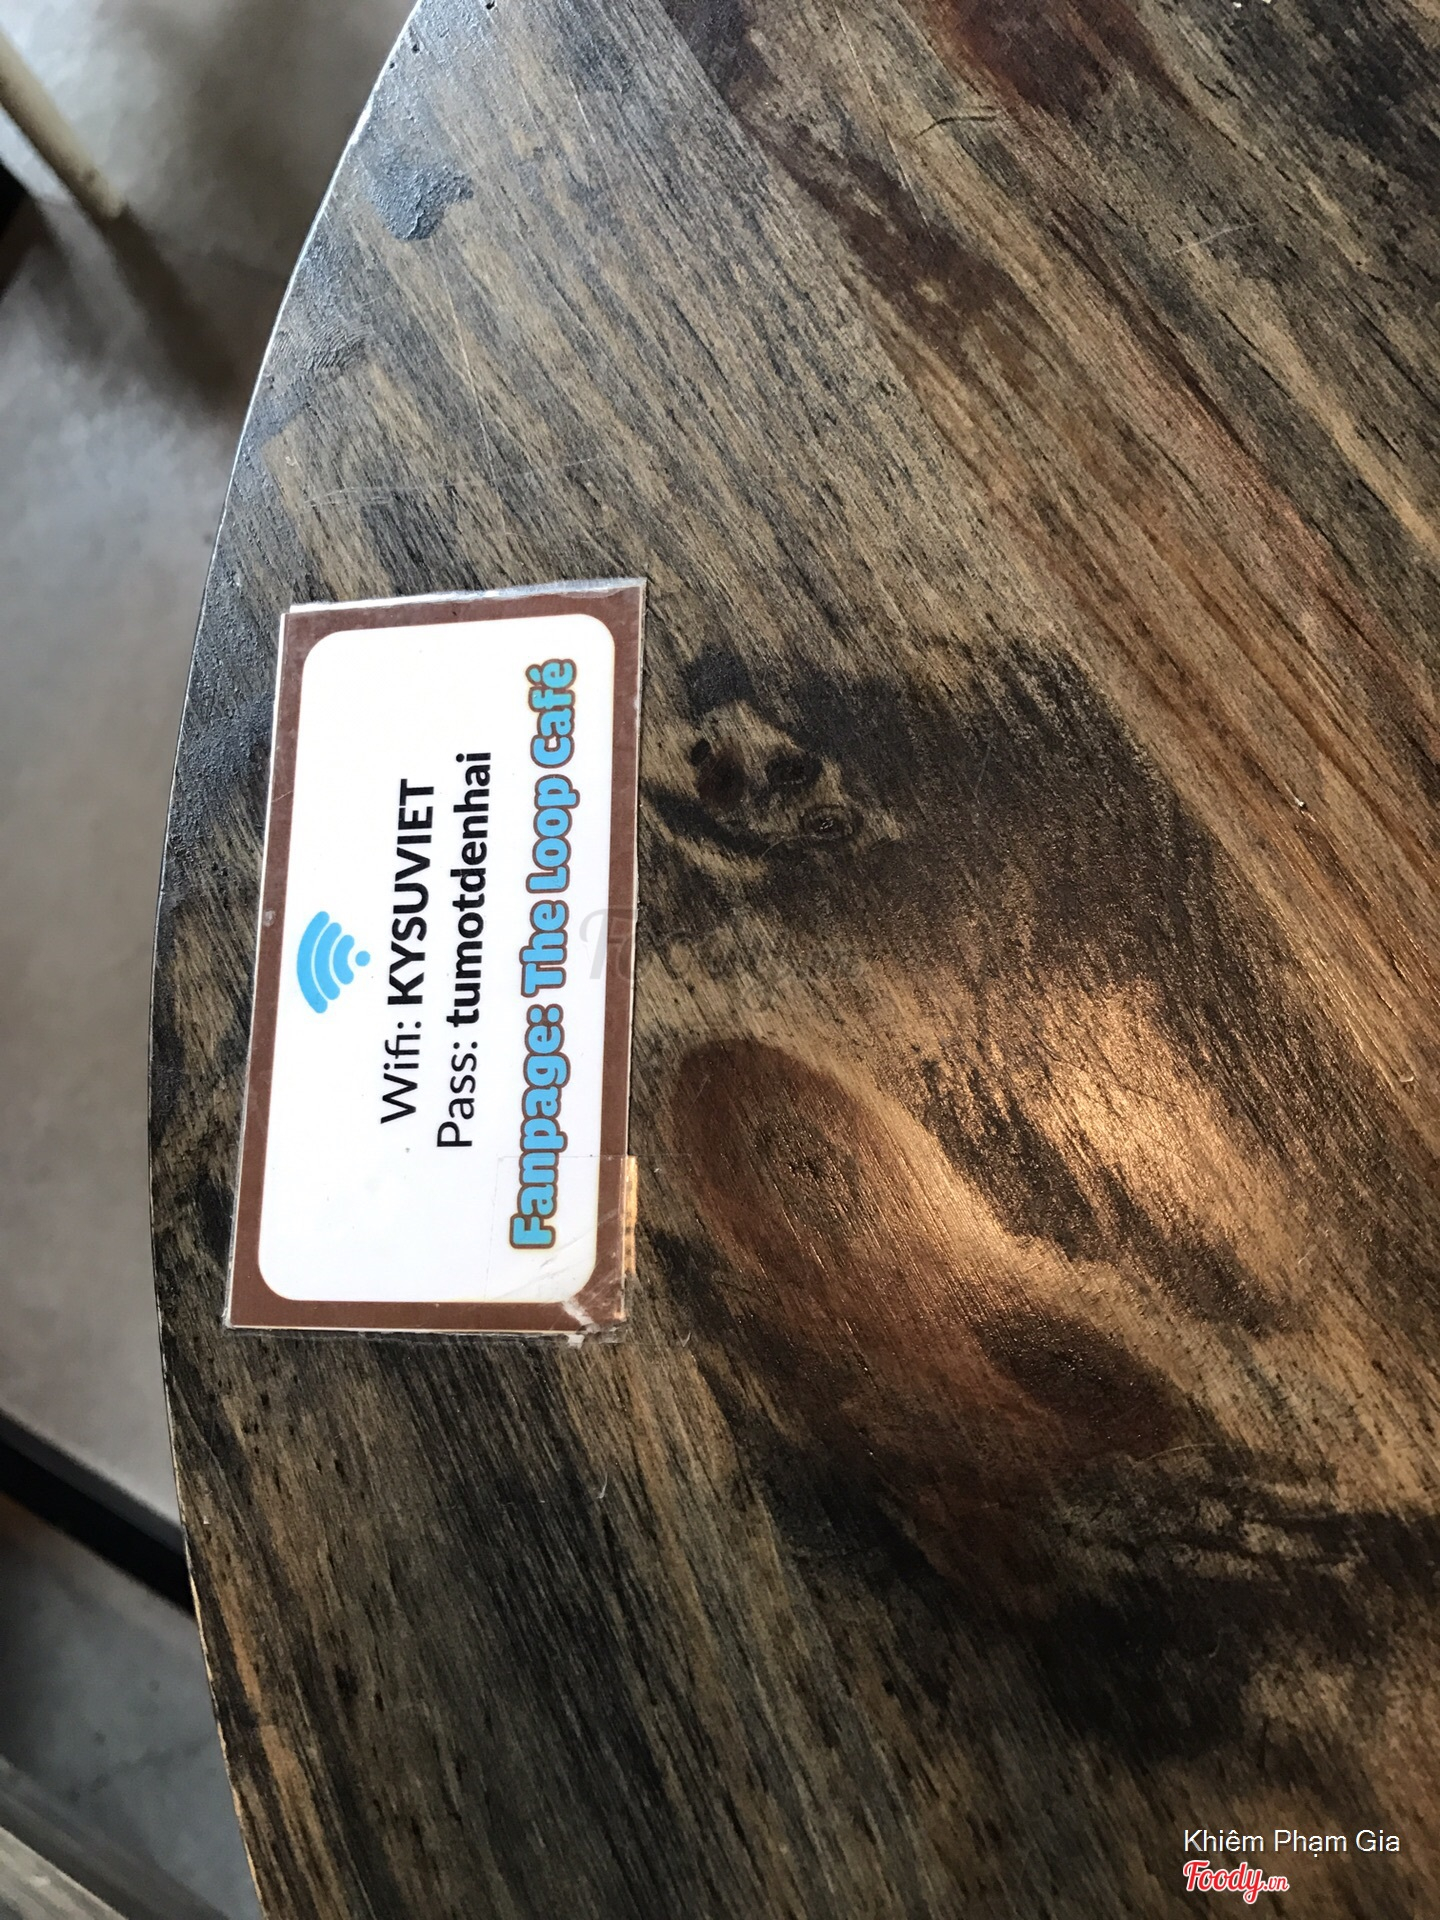 Wifi: KYSUVIET
Pass: tumotdenhai
Fanpage: The Loop Café
Khiêm Phạm Gia
Foody.vn